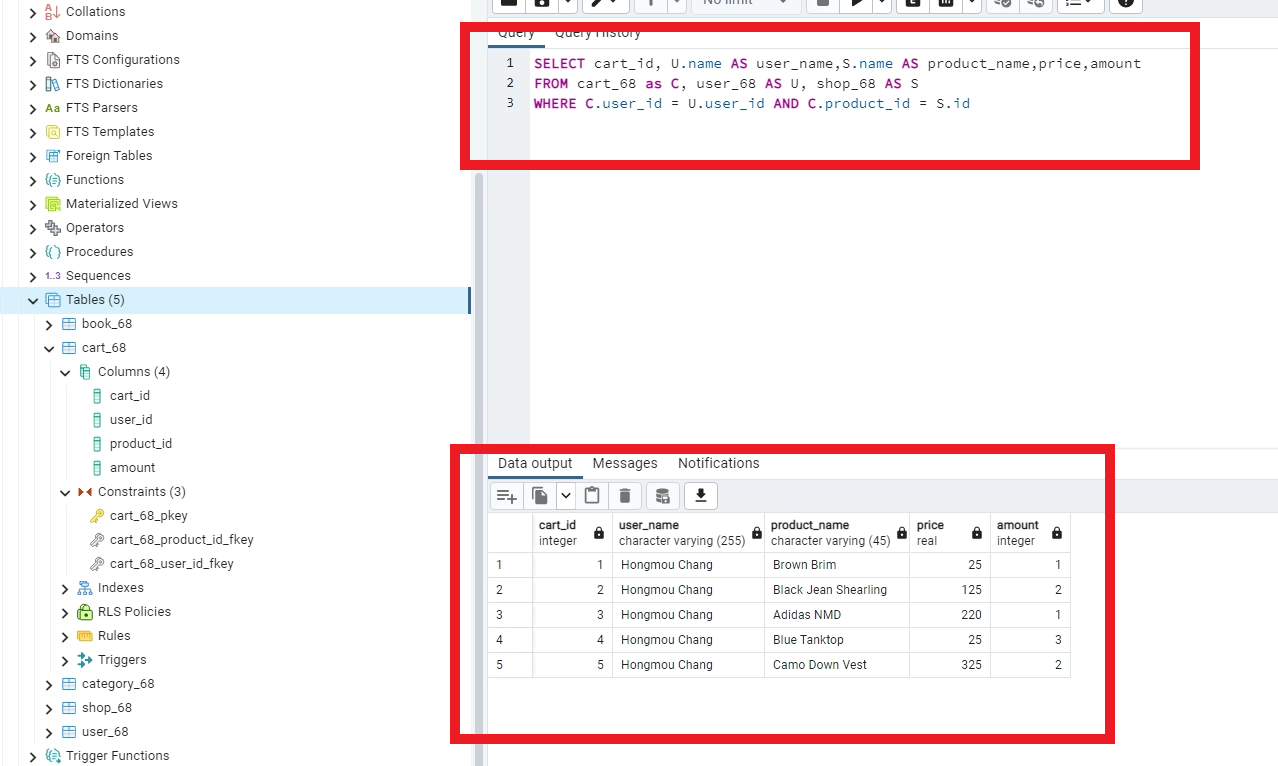 Collations
Domains
FTS Configurations
FTS Dictionaries
Aa FTS Parsers
FTS Templates
Foreign Tables
Functions
Materialized Views
Operators
Procedures
1..3 Sequences
Tables (5)
book_68
cart_68
Columns (4)
cart_id
user_id
product_id
amount
Constraints (3)
cart_68_pkey
cart_68_product_id_fkey
cart_68_user_id_fkey
Indexes
RLS Policies
Rules
Triggers
category_68
shop_68
user_68
Trigger Functions
No limit
Query Query History
1 SELECT cart_id, U.name AS user_name,S.name AS product_name,price,amount
2 FROM cart_68 as C, user_68 AS U, shop_68 AS S
3 WHERE C.user_id = U.user_id AND C.product_id = S.id
Data output Messages Notifications
cart_id user_name product_name price amount
integer character varying (255) character varying (45) real integer
1 1 Hongmou Chang Brown Brim 25 1
2 2 Hongmou Chang Black Jean Shearling 125 2
3 3 Hongmou Chang Adidas NMD 220 1
4 4 Hongmou Chang Blue Tanktop 25 3
5 5 Hongmou Chang Camo Down Vest 325 2